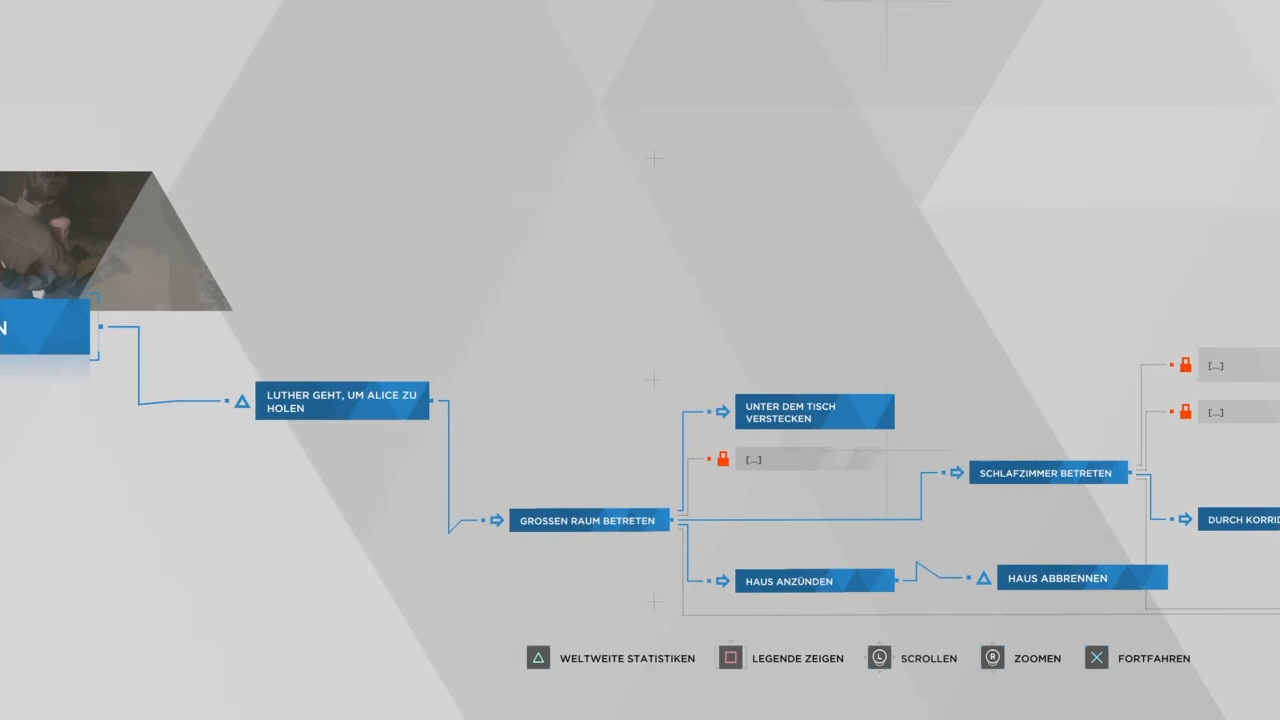 N
LUTHER GEHT, UM ALICE ZU
HOLEN
GROSSEN RAUM BETRETEN
UNTER DEM TISCH
VERSTECKEN
[...]
HAUS ANZÜNDEN
SCHLAFZIMMER BETRETEN
HAUS ABBRENNEN
[...]
[...]
DURCH KORRID
WELTWEITE STATISTIKEN
LEGENDE ZEIGEN
L
SCROLLEN
R
ZOOMEN
FORTFAHREN